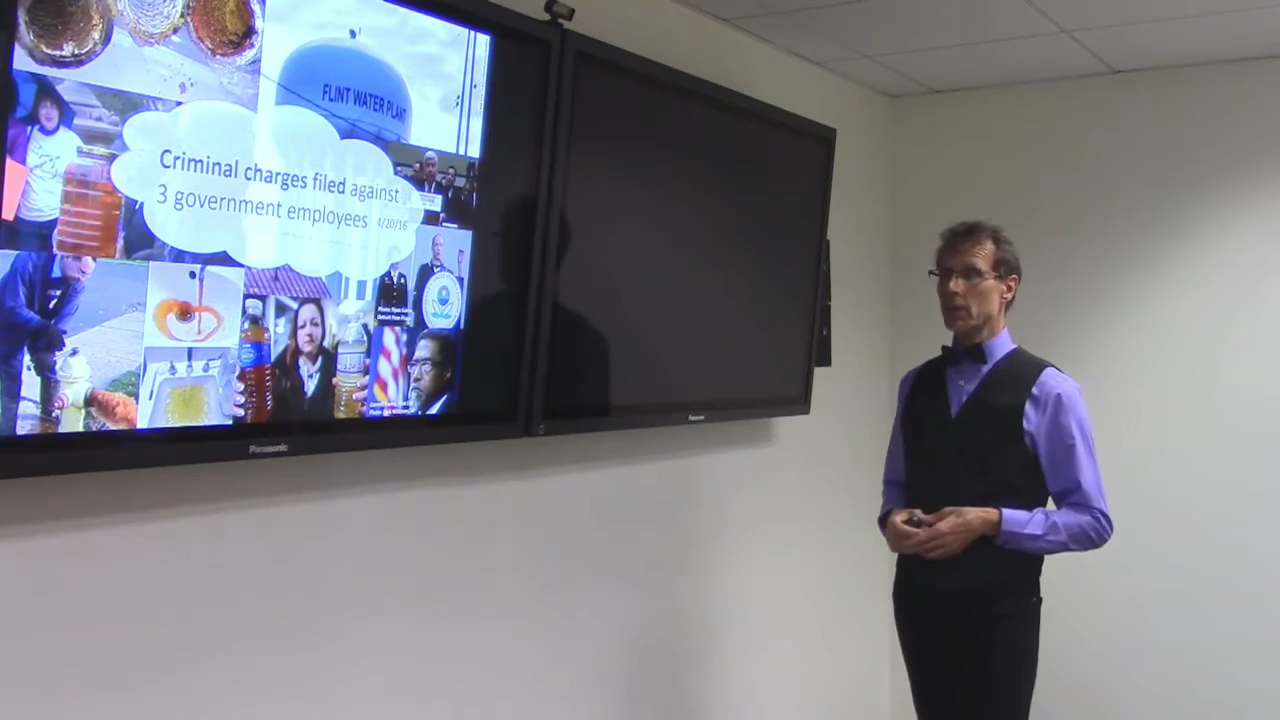 FLINT WATER PLANT
Criminal charges filed against
3 government employees 4/20/16
Panasonic
Panasonic